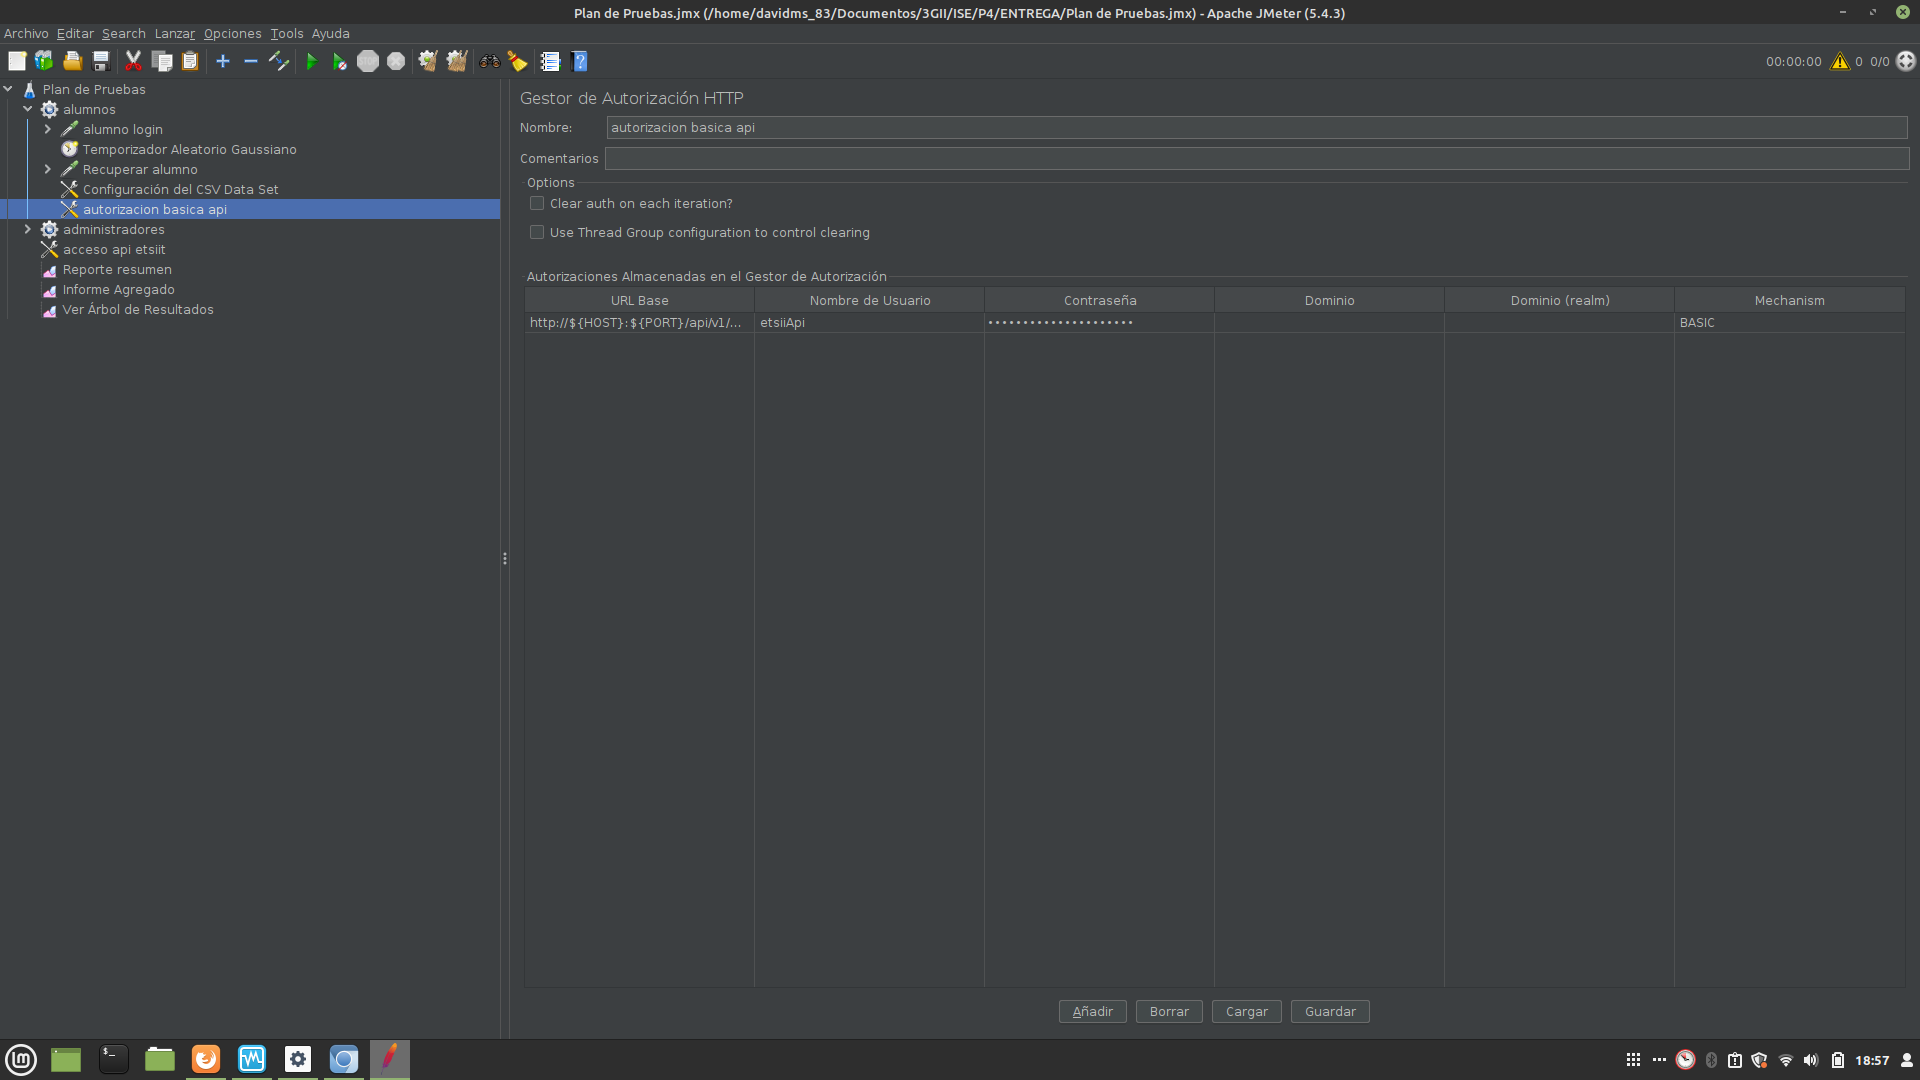 Plan de Pruebas.jmx (/home/davidms_83/Documentos/3GII/ISE/P4/ENTREGA/Plan de Pruebas.jmx) - Apache JMeter (5.4.3)
Archivo Editar Search Lanzar Opciones Tools Ayuda
00:00:00 0 0/0
Plan de Pruebas
alumnos
alumno login
Temporizador Aleatorio Gaussiano
Recuperar alumno
Configuración del CSV Data Set
autorizacion basica api
administradores
acceso api etsiit
Reporte resumen
Informe Agregado
Ver Árbol de Resultados
Gestor de Autorización HTTP
Nombre: autorizacion basica api
Comentarios
Options
Clear auth on each iteration?
Use Thread Group configuration to control clearing
Autorizaciones Almacenadas en el Gestor de Autorización
URL Base Nombre de Usuario Contraseña Dominio Dominio (realm) Mechanism
http://${HOST}:${PORT}/api/v1/... etsiiApi ••••••••••••••••••••• BASIC
Añadir Borrar Cargar Guardar
18:57